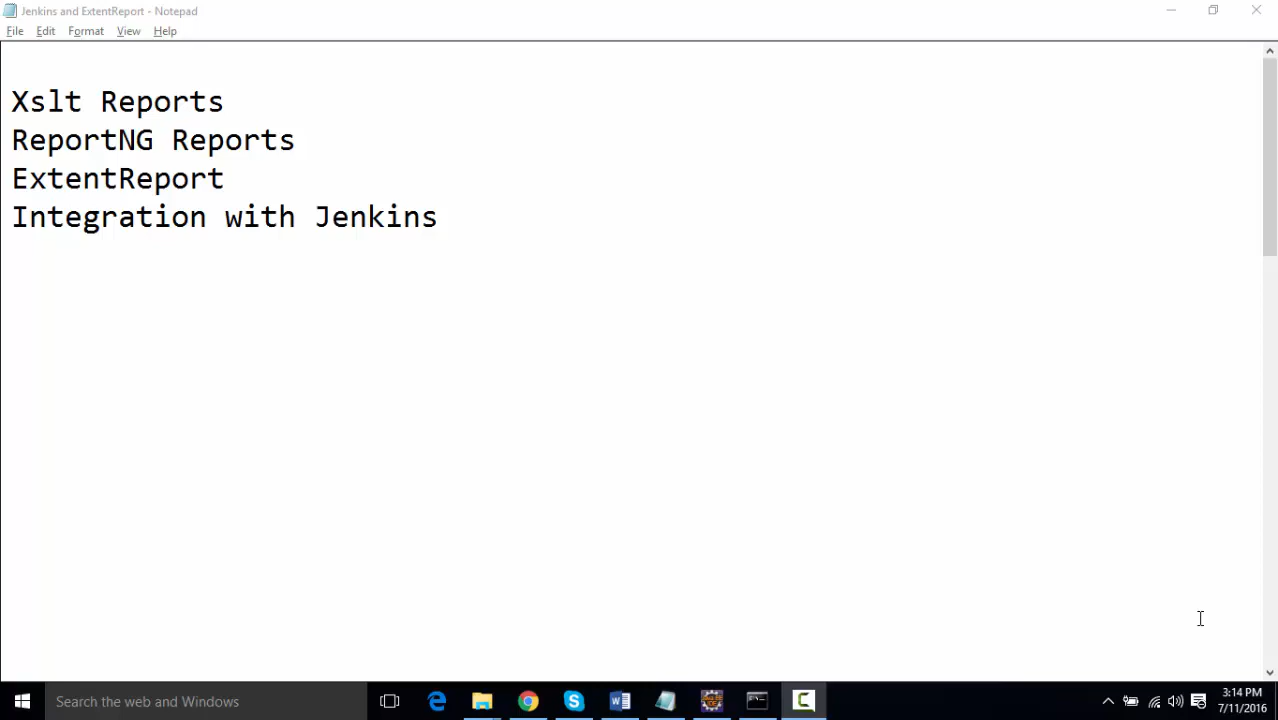 Jenkins and ExtentReport - Notepad
File Edit Format View Help
Xslt Reports
ReportNG Reports
ExtentReport
Integration with Jenkins
Search the web and Windows
3:14 PM
7/11/2016